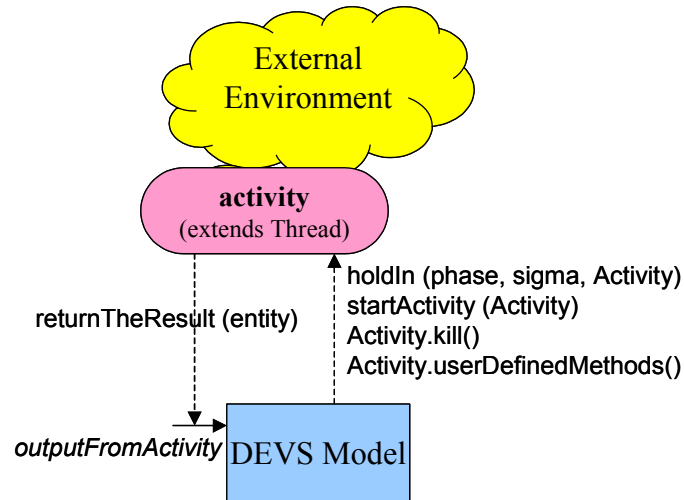 External
Environment
activity
(extends Thread)
holdIn (phase, sigma, Activity)
startActivity (Activity)
Activity.kill()
Activity.userDefinedMethods()
returnTheResult (entity)
outputFromActivity
DEVS Model